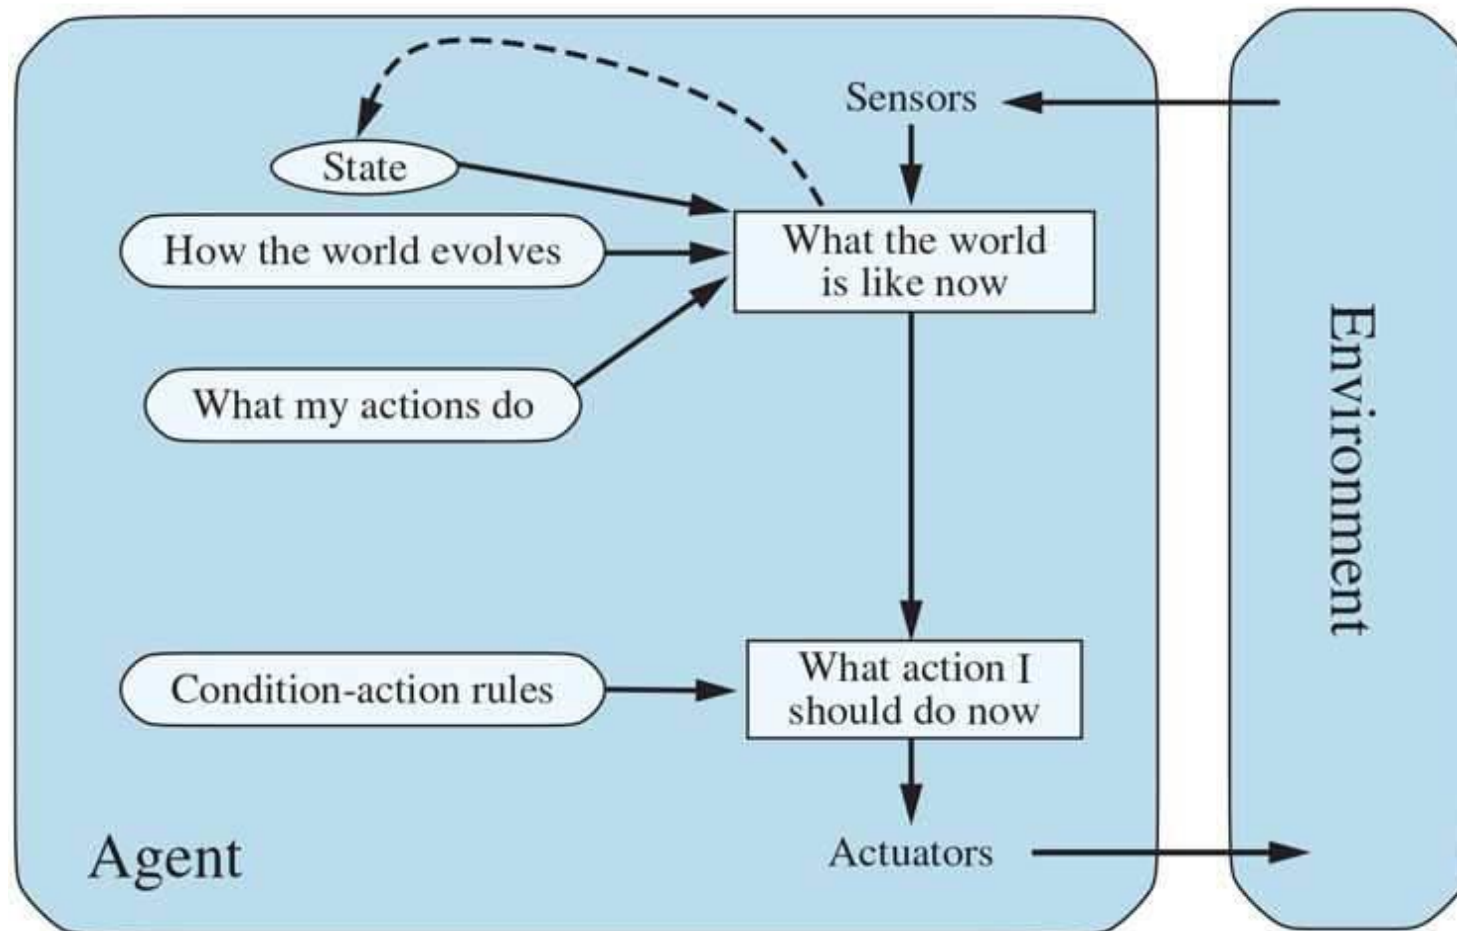 Sensors
State
How the world evolves
What the world
is like now
What my actions do
Environment
Condition-action rules
What action I
should do now
Agent
Actuators